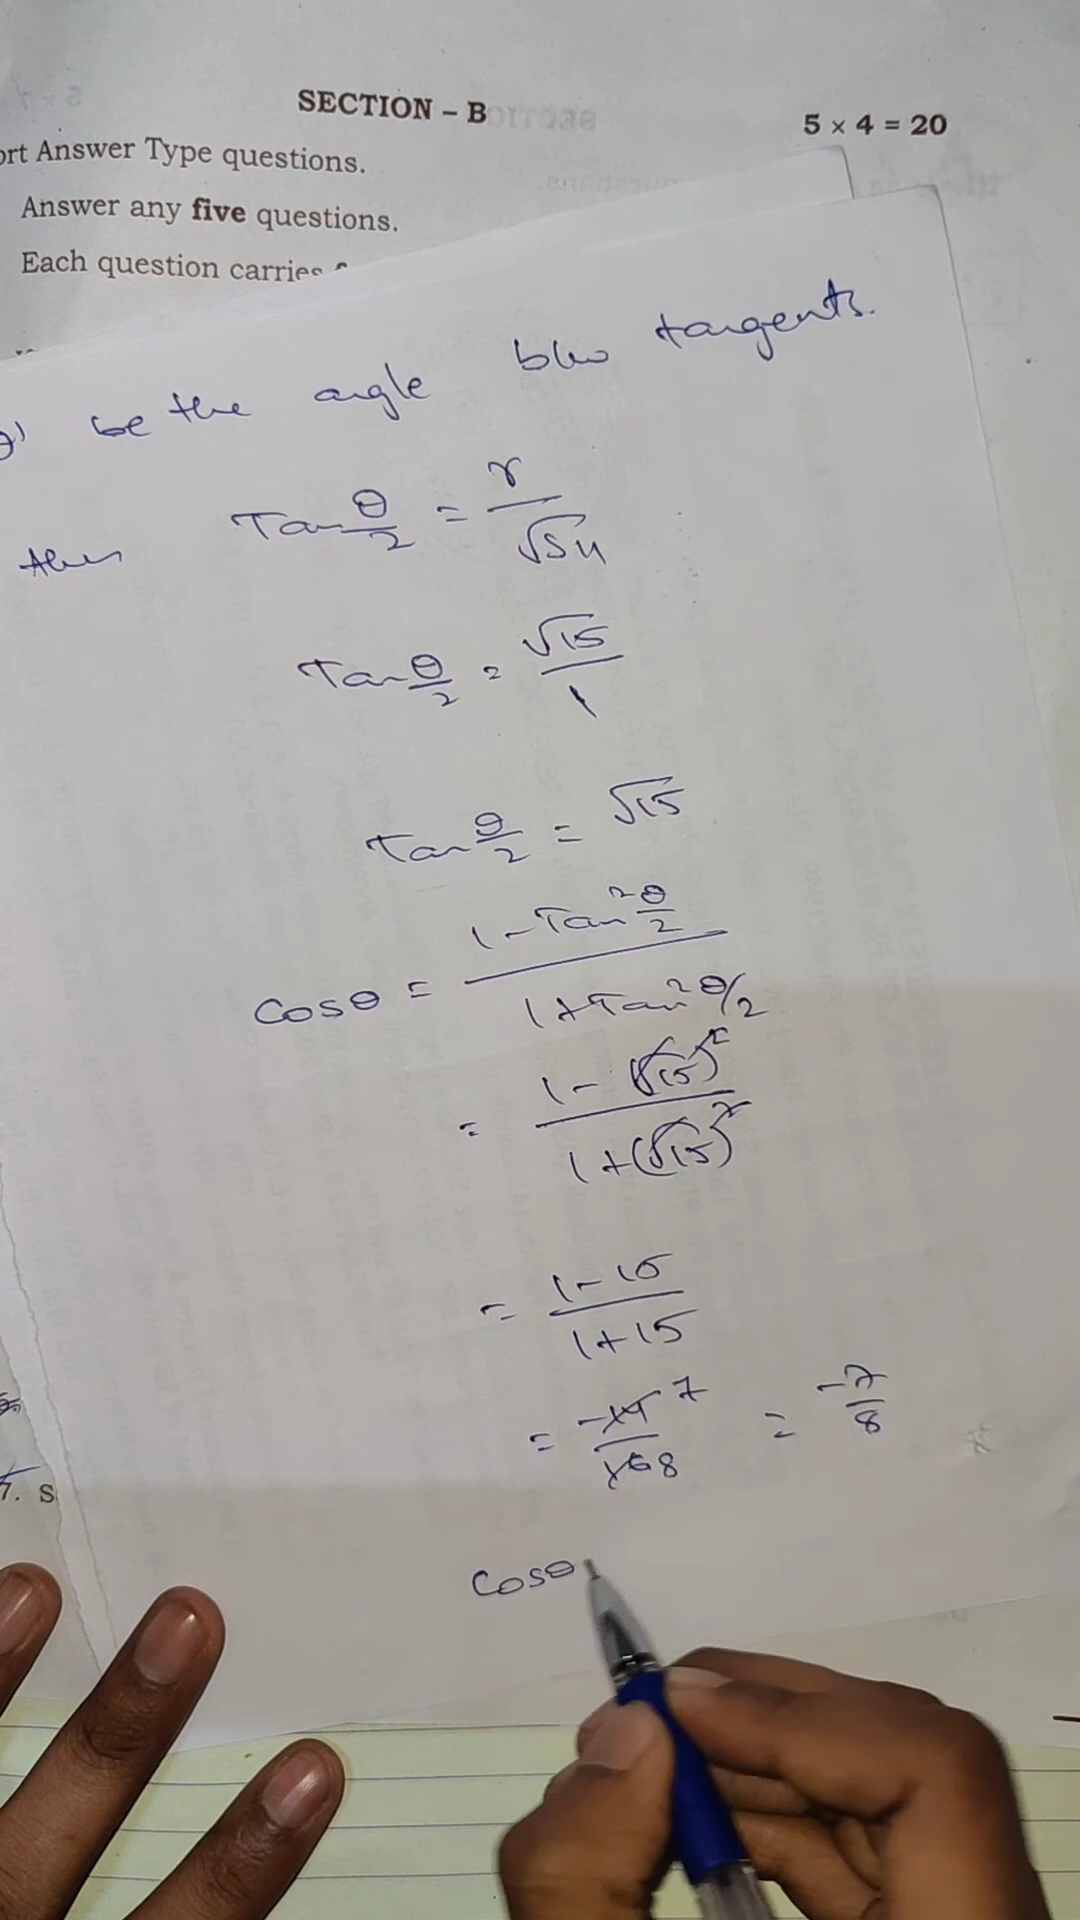 SECTION – B
5 × 4 = 20
ort Answer Type questions.
Answer any five questions.
Each question carries
be the angle b/w tangents.
then Tan θ/2 = r/√S11
Tan θ/2 = √15/1
Tan θ/2 = √15
Cosθ = (1-Tan²θ/2)/(1+Tan²θ/2)
= (1-(√15)²)/(1+(√15)²)
= (1-15)/(1+15)
= -14 7/16 8 = -7/8
7. S
Cosθ